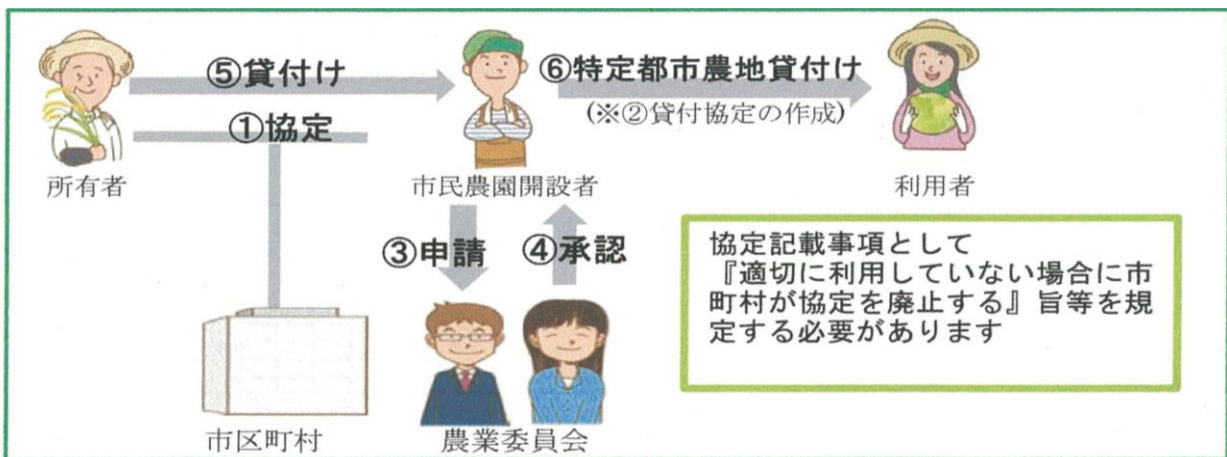 ⑤貸付け
①協定
⑥特定都市農地貸付け
(※②貸付協定の作成)
所有者
市民農園開設者
利用者
③申請
④承認
協定記載事項として
『適切に利用していない場合に市
町村が協定を廃止する』旨等を規
定する必要があります
市区町村
農業委員会